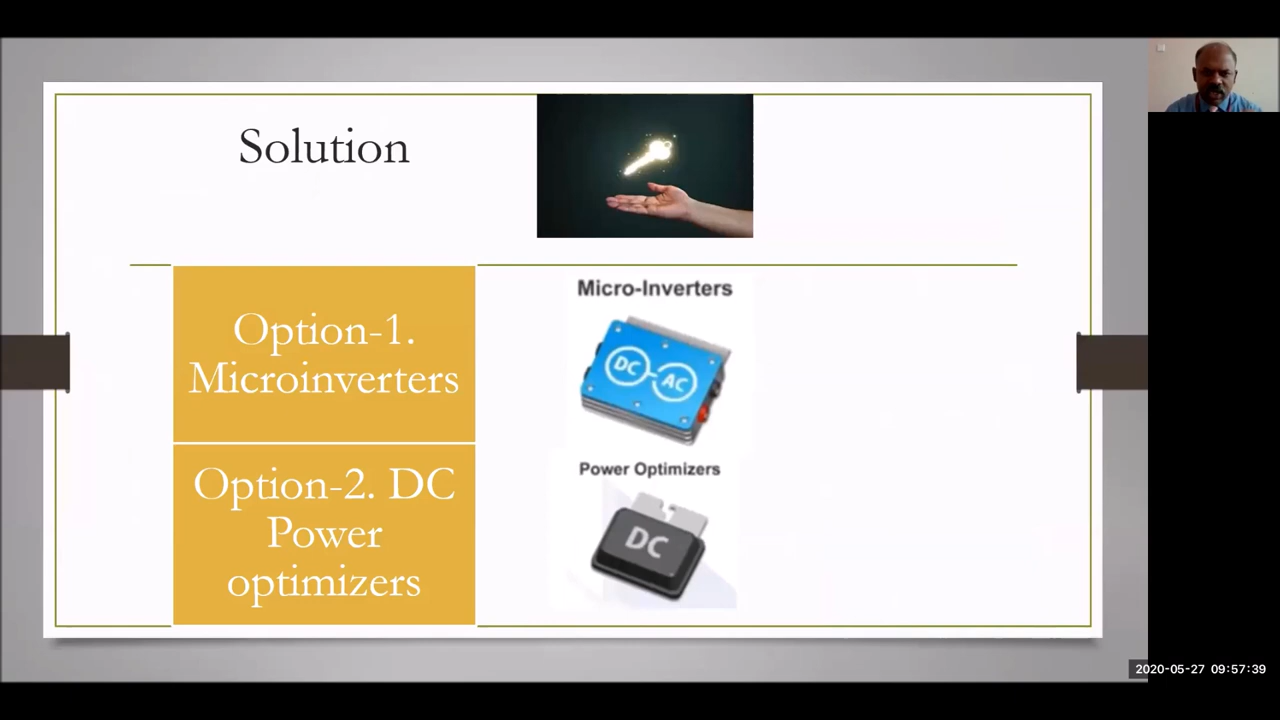 Solution
Option-1.
Microinverters
Micro-Inverters
DC
AC
Option-2. DC
Power
optimizers
Power Optimizers
DC
2020-05-27 09:57:39